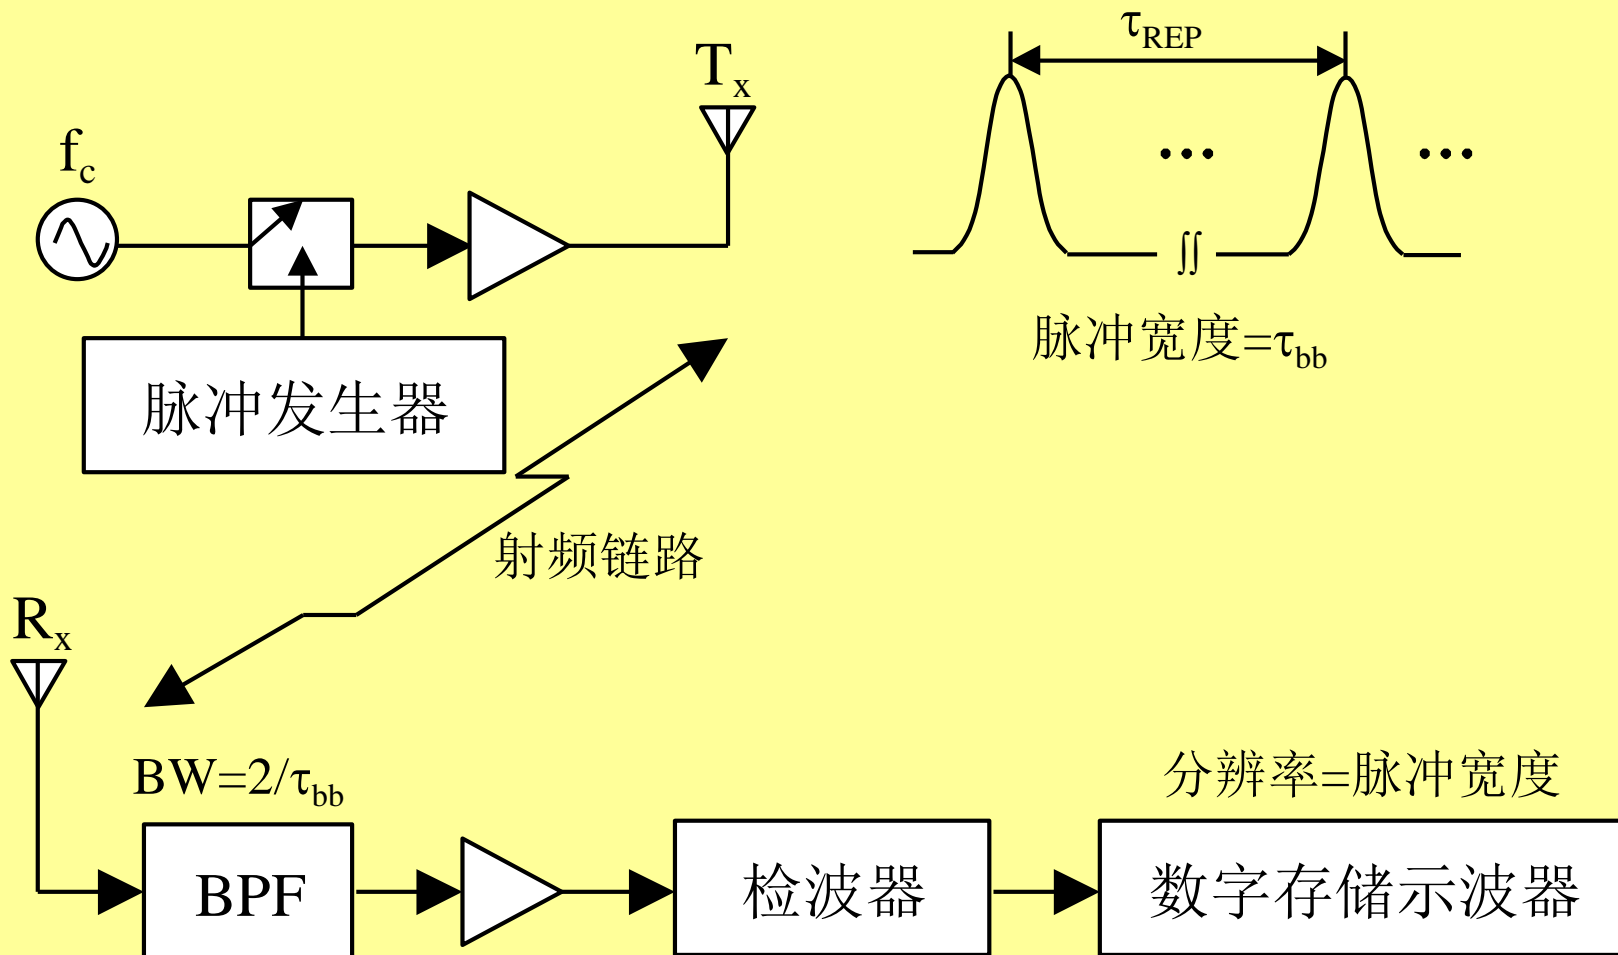 τREP
Tx
fc
脉冲宽度=τbb
脉冲发生器
射频链路
Rx
BW=2/τbb
分辨率=脉冲宽度
BPF
检波器
数字存储示波器